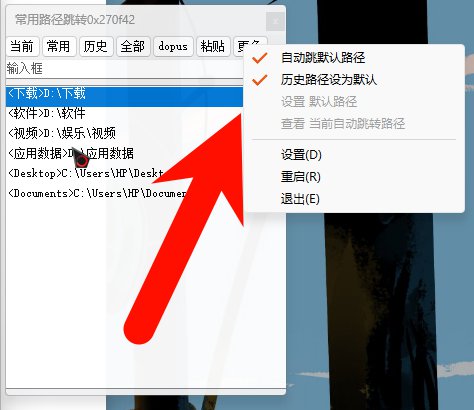 常用路径跳转0x270f42
x
当前 常用 历史 全部 dopus 粘贴
输入框
<下载>D:\下载
<软件>D:\软件
<视频>D:\娱乐\视频
<应用数据>D:\应用数据
<Desktop>C:\Users\HP\Deskt
<Documents>C:\Users\HP\Documen
自动跳默认路径
历史路径设为默认
设置 默认路径
查看 当前自动跳转路径
设置(D)
重启(R)
退出(E)